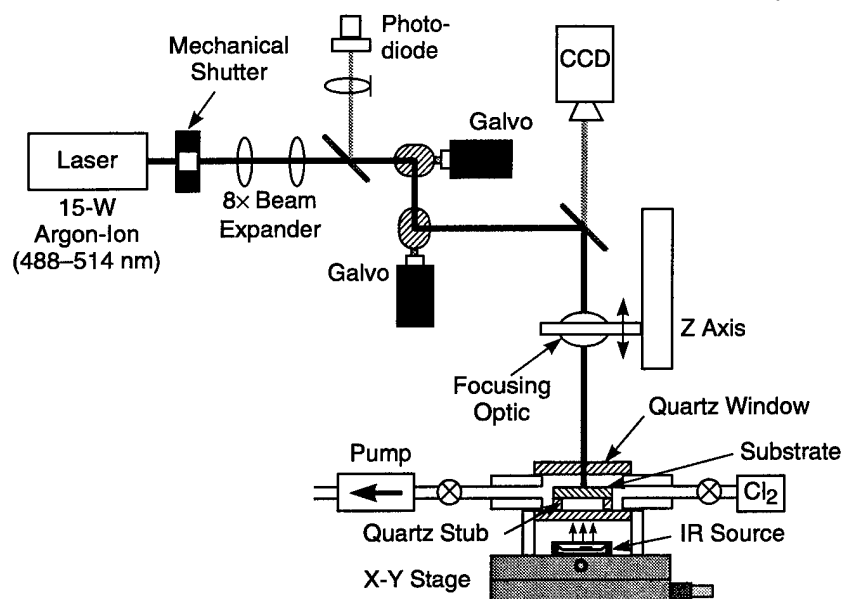 Photo-
diode
Mechanical
Shutter
CCD
Galvo
Laser
15-W
Argon-Ion
(488–514 nm)
8× Beam
Expander
Galvo
Z Axis
Focusing
Optic
Quartz Window
Pump
Substrate
Cl2
Quartz Stub
IR Source
X-Y Stage